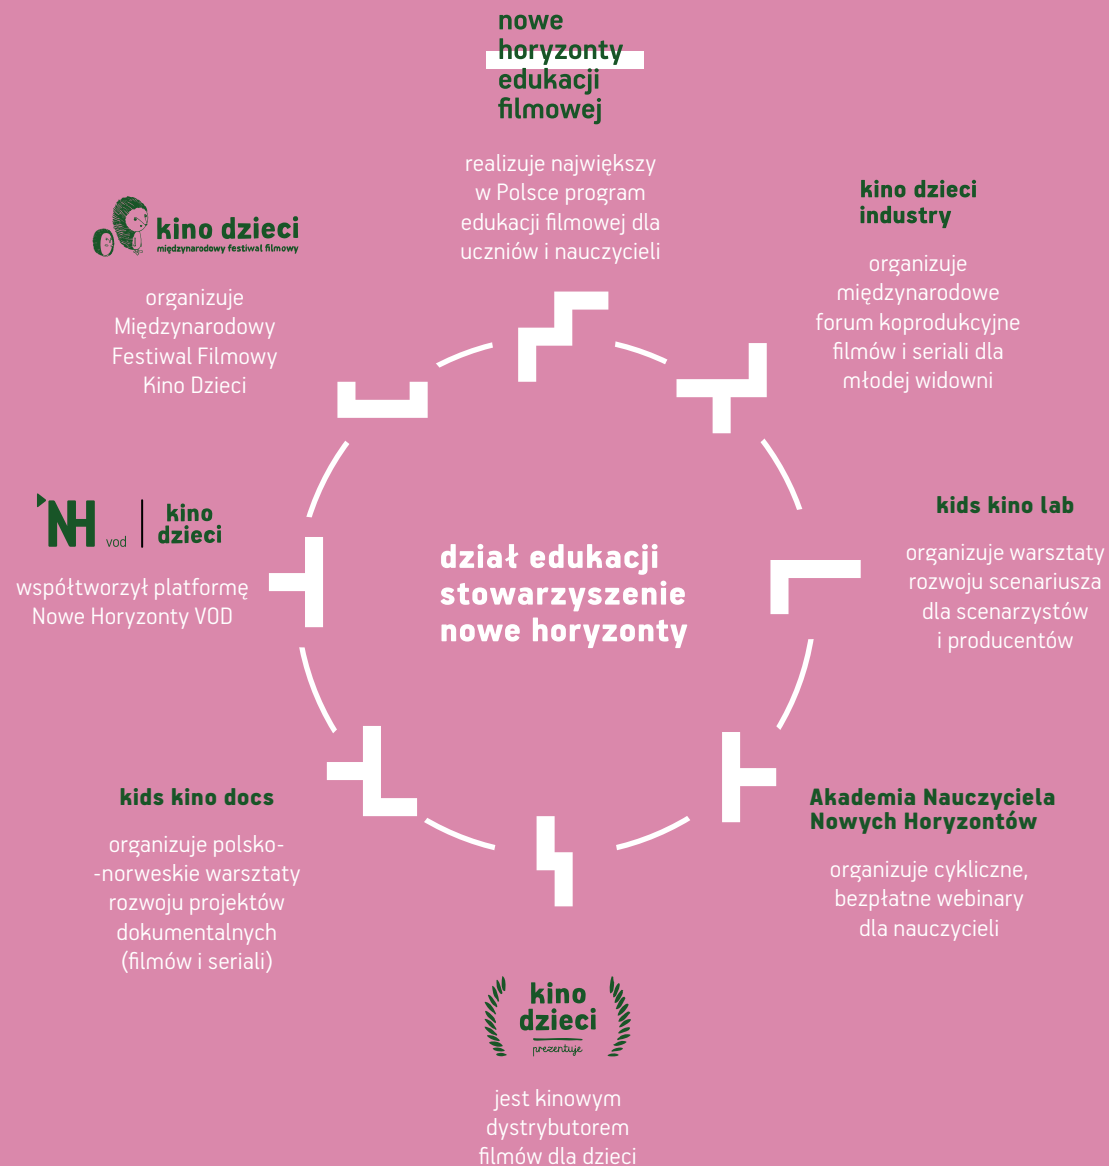 nowe
horyzonty
edukacji
filmowej
realizuje największy
w Polsce program
edukacji filmowej dla
uczniów i nauczycieli
kino dzieci
industry
organizuje
międzynarodowe
forum koprodukcyjne
filmów i seriali dla
młodej widowni
kino dzieci
międzynarodowy festiwal filmowy
organizuje
Międzynarodowy
Festiwal Filmowy
Kino Dzieci
kids kino lab
organizuje warsztaty
rozwoju scenariusza
dla scenarzystów
i producentów
NH vod
kino
dzieci
współtworzył platformę
Nowe Horyzonty VOD
dział edukacji
stowarzyszenie
nowe horyzonty
Akademia Nauczyciela
Nowych Horyzontów
organizuje cykliczne,
bezpłatne webinary
dla nauczycieli
kids kino docs
organizuje polsko-
-norweskie warsztaty
rozwoju projektów
dokumentalnych
(filmów i seriali)
kino
dzieci
prezentuje
jest kinowym
dystrybutorem
filmów dla dzieci